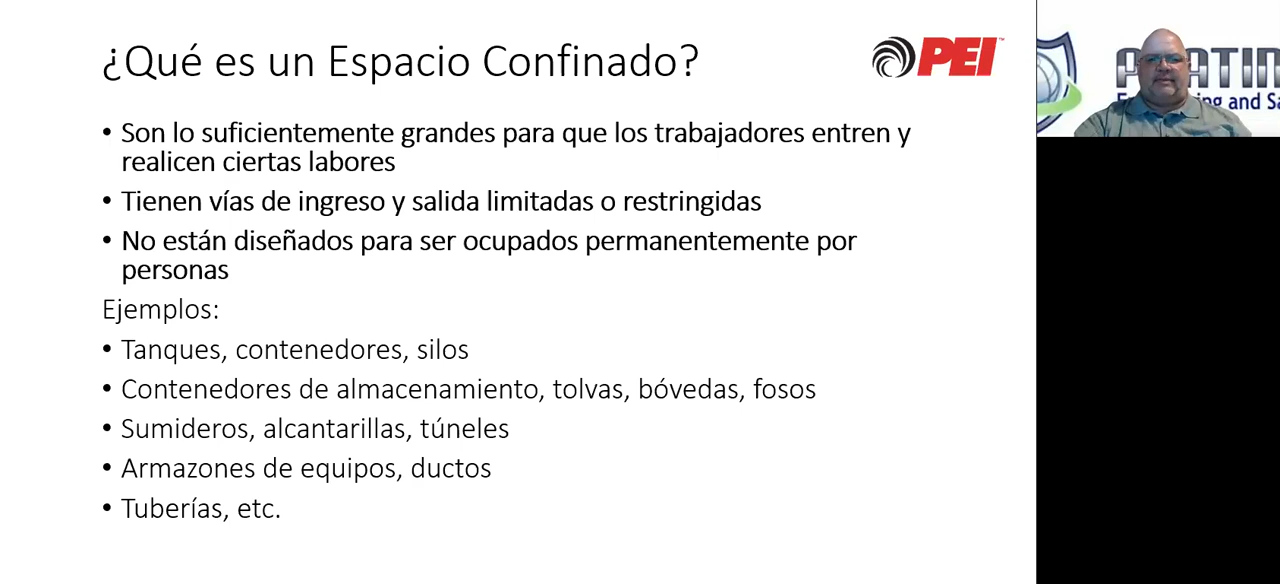 ¿Qué es un Espacio Confinado?
PEI
• Son lo suficientemente grandes para que los trabajadores entren y
realicen ciertas labores
• Tienen vías de ingreso y salida limitadas o restringidas
• No están diseñados para ser ocupados permanentemente por
personas
Ejemplos:
• Tanques, contenedores, silos
• Contenedores de almacenamiento, tolvas, bóvedas, fosos
• Sumideros, alcantarillas, túneles
• Armazones de equipos, ductos
• Tuberías, etc.
and Sa